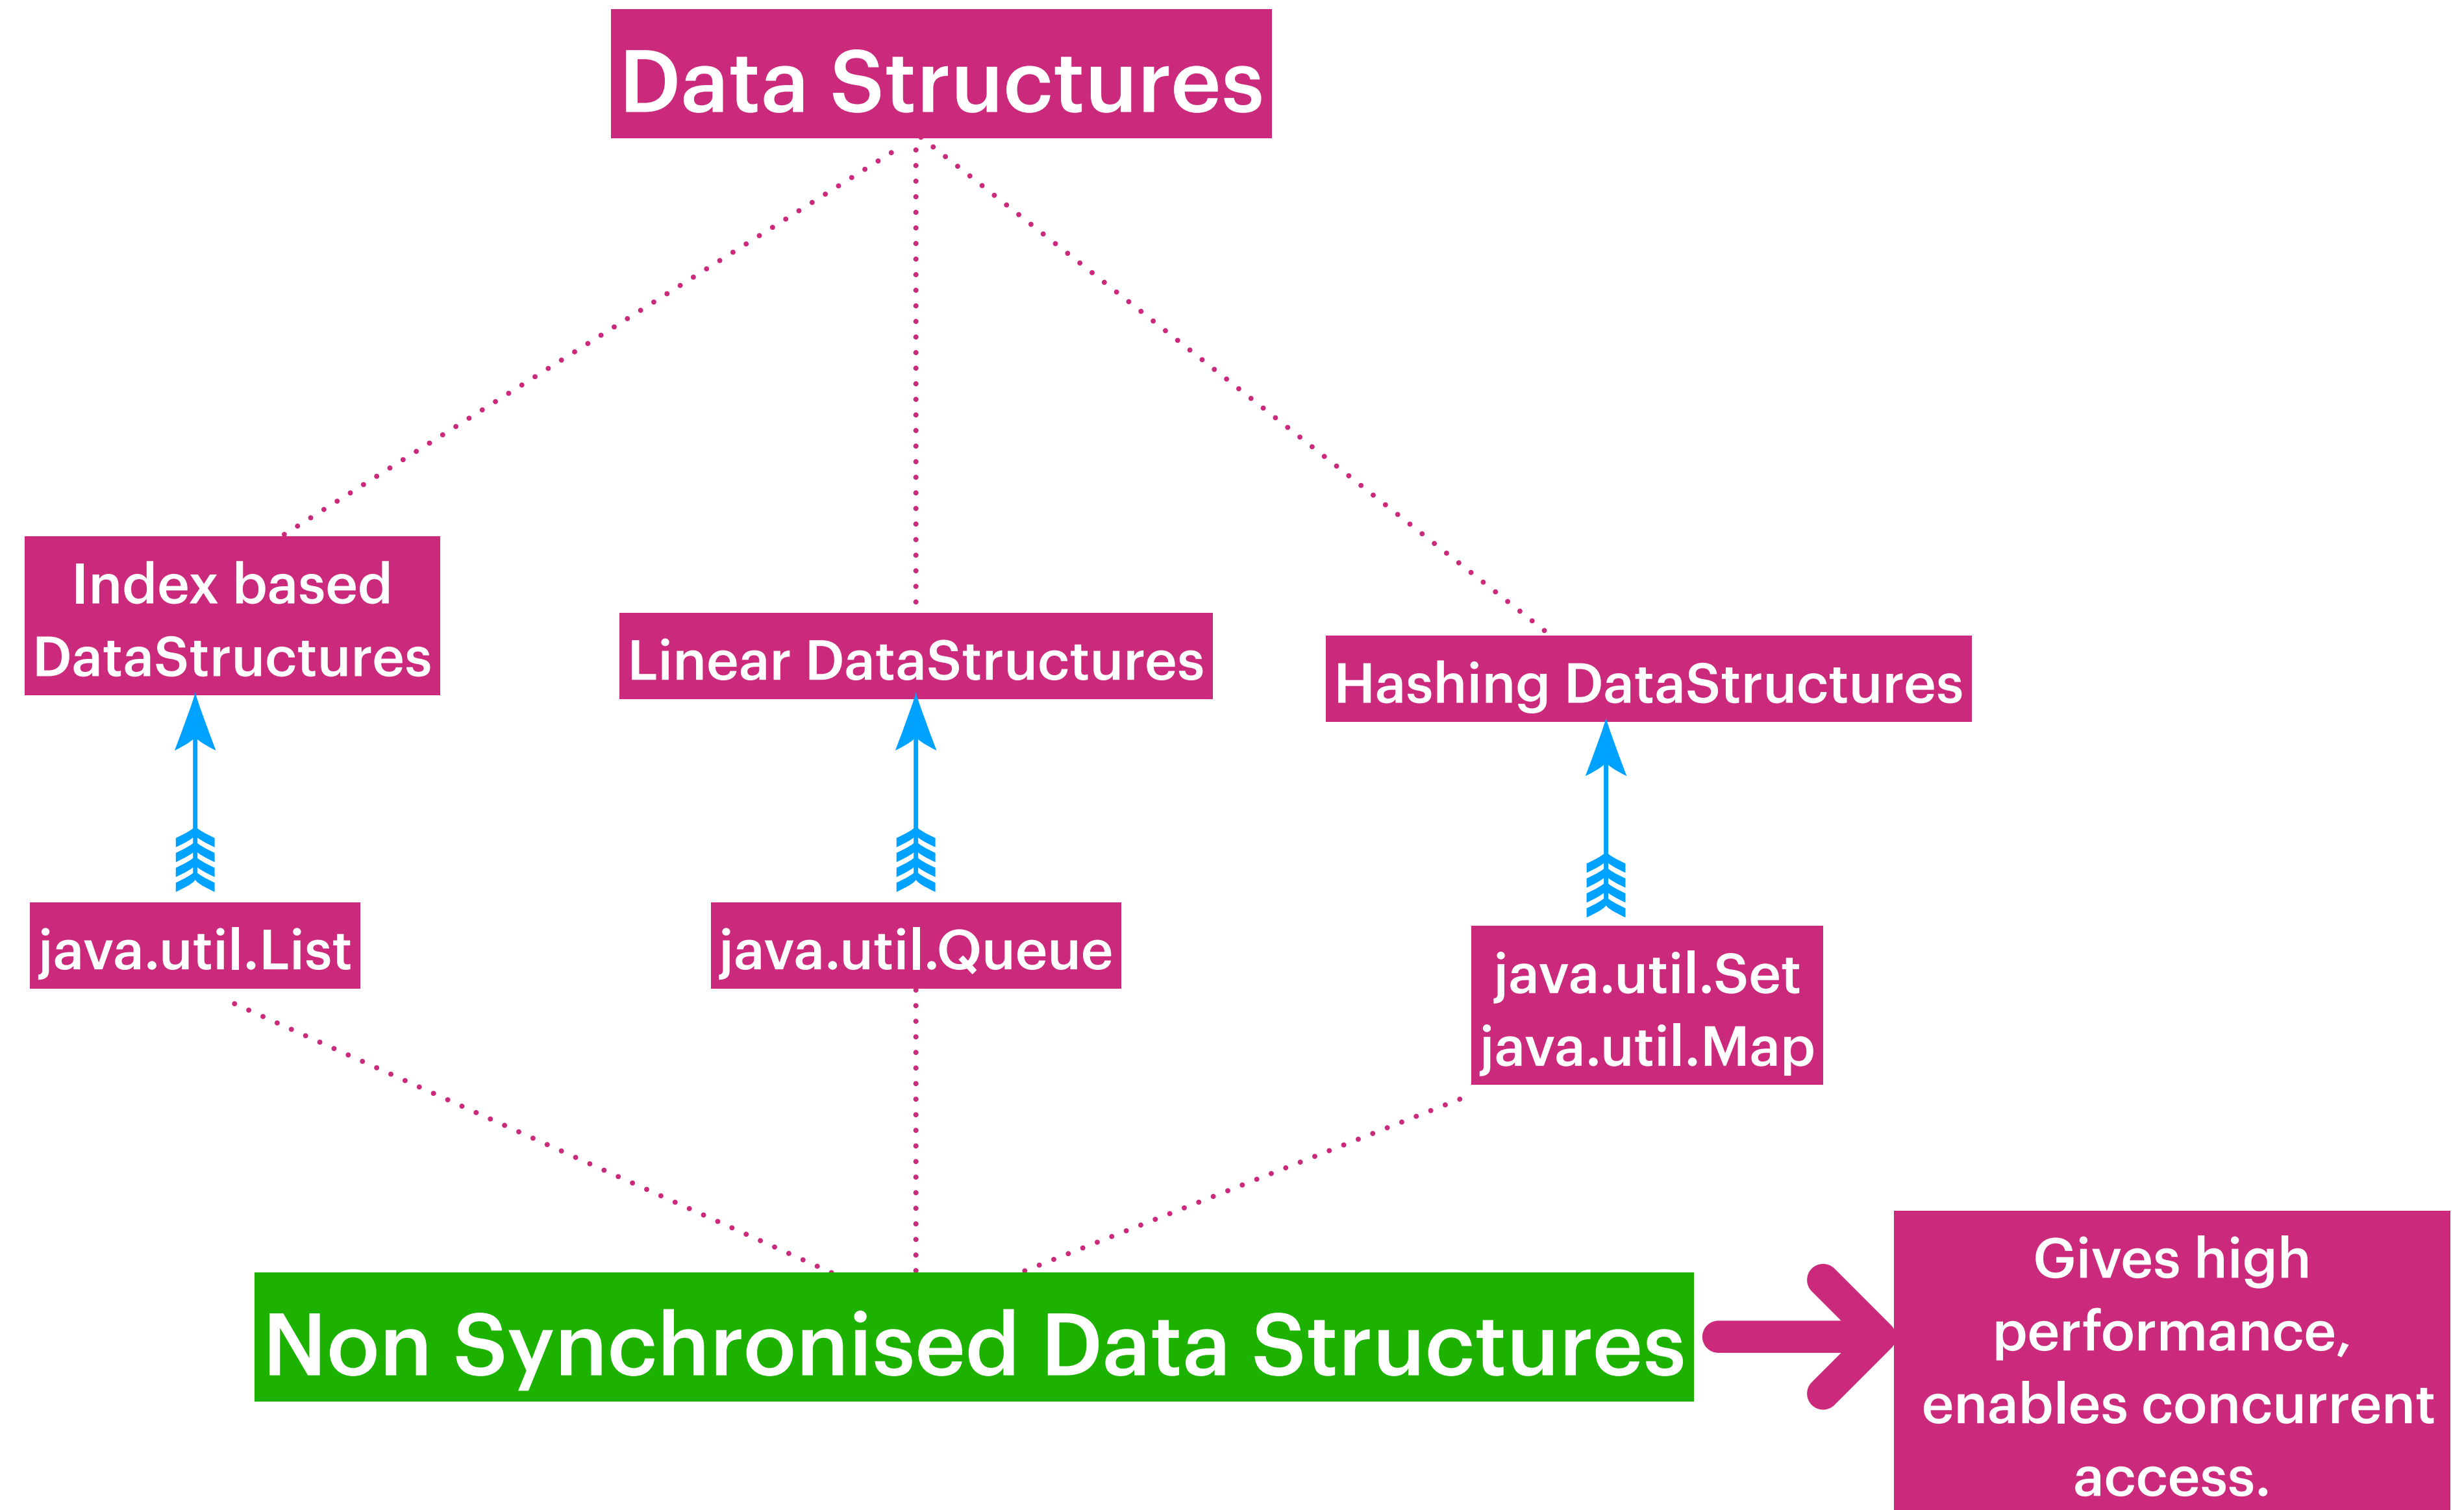 Data Structures
Index based
DataStructures
Linear DataStructures
Hashing DataStructures
java.util.List
java.util.Queue
java.util.Set
java.util.Map
Non Synchronised Data Structures
Gives high
performance,
enables concurrent
access.